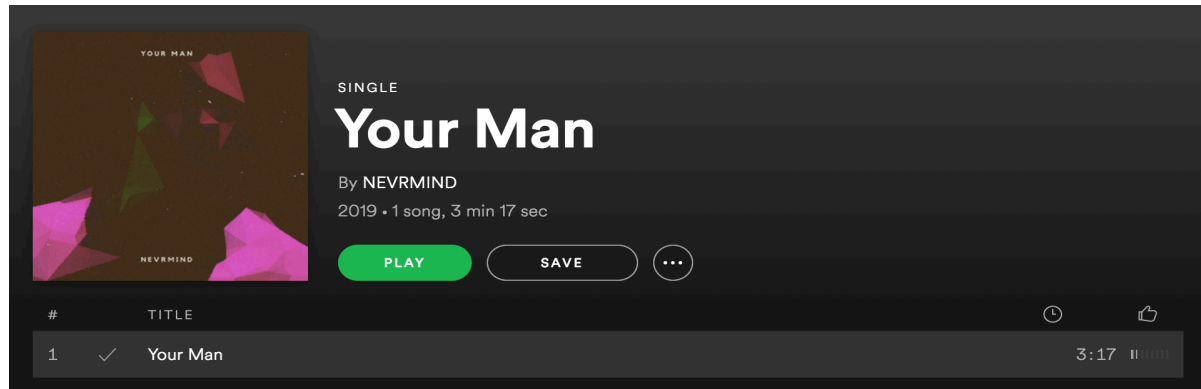 YOUR MAN
NEVRMIND
SINGLE
Your Man
By NEVRMIND
2019 • 1 song, 3 min 17 sec
PLAY SAVE
# TITLE
1 Your Man 3:17